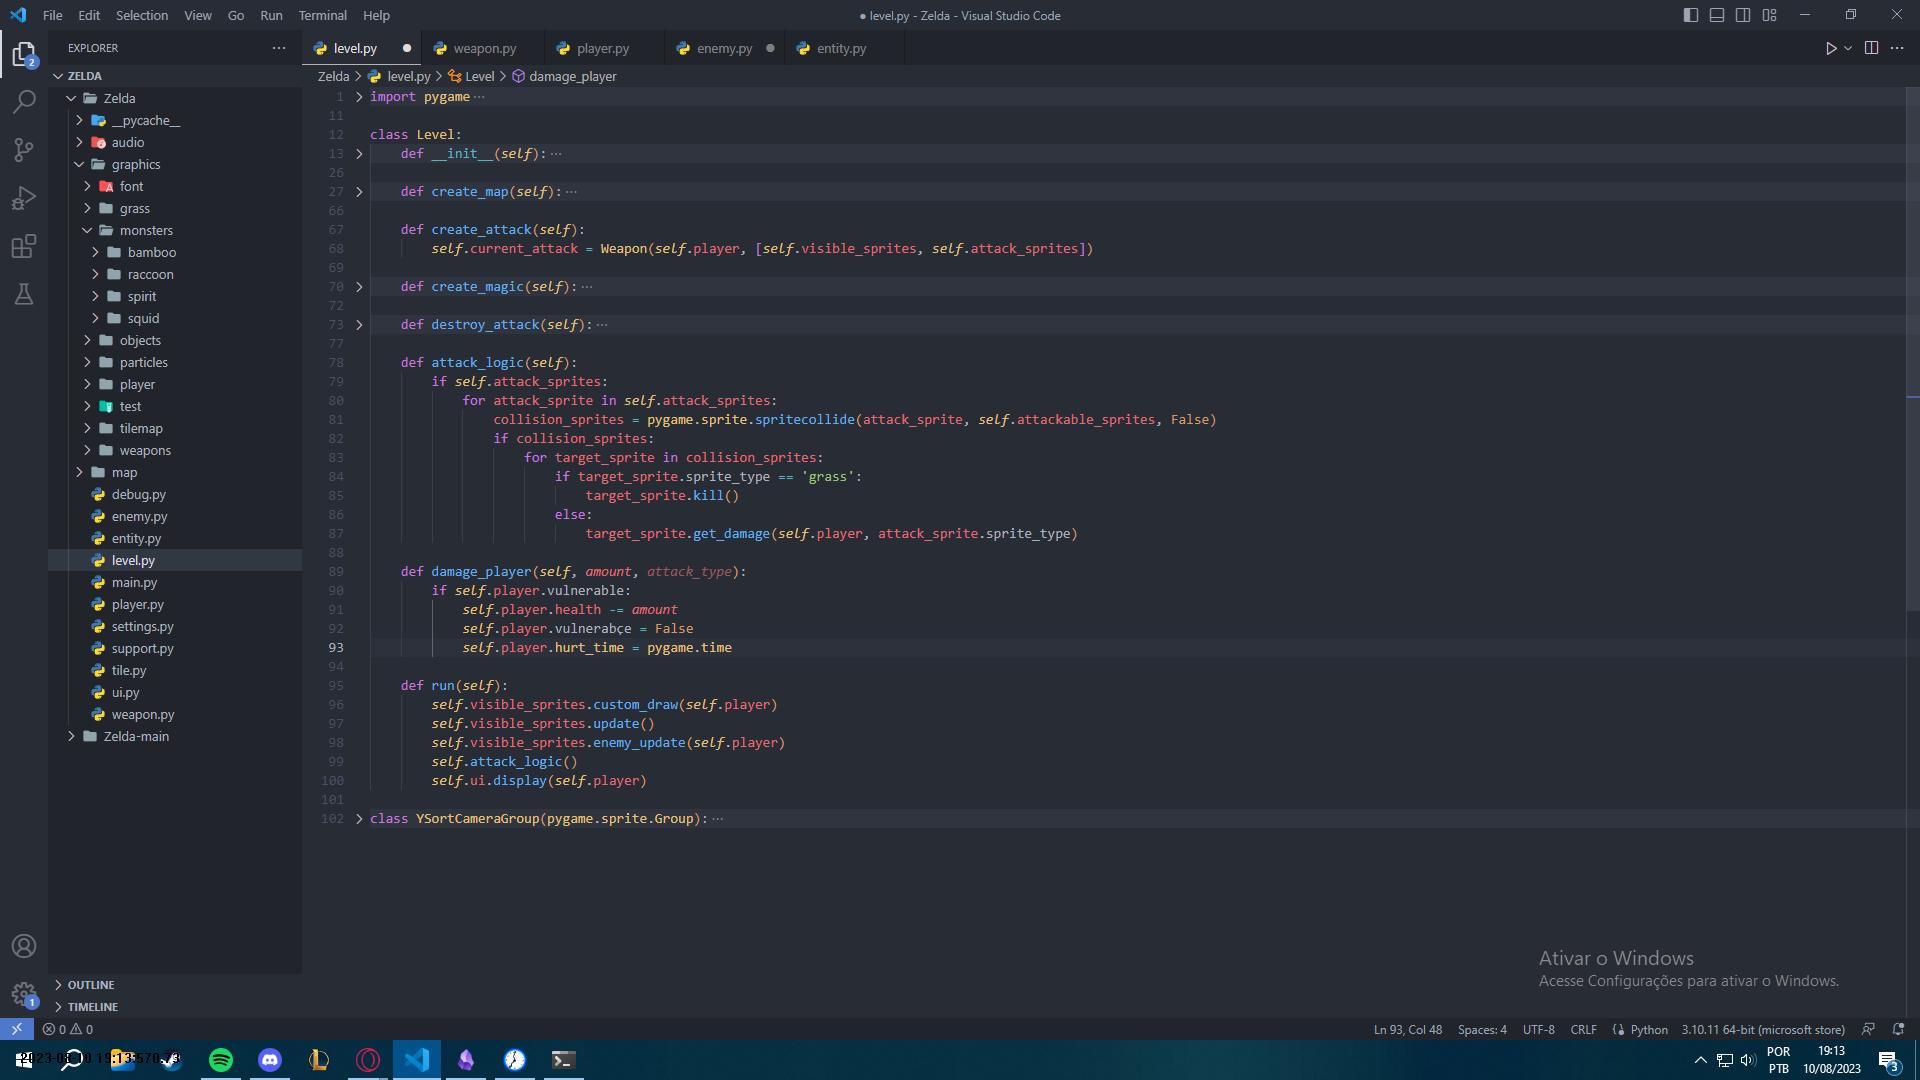 File Edit Selection View Go Run Terminal Help
● level.py - Zelda - Visual Studio Code
EXPLORER
level.py
weapon.py
player.py
enemy.py
entity.py
ZELDA
Zelda
__pycache__
audio
graphics
font
grass
monsters
bamboo
raccoon
spirit
squid
objects
particles
player
test
tilemap
weapons
map
debug.py
enemy.py
entity.py
level.py
main.py
player.py
settings.py
support.py
tile.py
ui.py
weapon.py
Zelda-main
OUTLINE
TIMELINE
2
1
Zelda > level.py > Level > damage_player
1 import pygame ···
11
12 class Level:
13 def __init__(self): ···
26
27 def create_map(self): ···
66
67 def create_attack(self):
68 self.current_attack = Weapon(self.player, [self.visible_sprites, self.attack_sprites])
69
70 def create_magic(self): ···
72
73 def destroy_attack(self): ···
77
78 def attack_logic(self):
79 if self.attack_sprites:
80 for attack_sprite in self.attack_sprites:
81 collision_sprites = pygame.sprite.spritecollide(attack_sprite, self.attackable_sprites, False)
82 if collision_sprites:
83 for target_sprite in collision_sprites:
84 if target_sprite.sprite_type == 'grass':
85 target_sprite.kill()
86 else:
87 target_sprite.get_damage(self.player, attack_sprite.sprite_type)
88
89 def damage_player(self, amount, attack_type):
90 if self.player.vulnerable:
91 self.player.health -= amount
92 self.player.vulnerabçe = False
93 self.player.hurt_time = pygame.time
94
95 def run(self):
96 self.visible_sprites.custom_draw(self.player)
97 self.visible_sprites.update()
98 self.visible_sprites.enemy_update(self.player)
99 self.attack_logic()
100 self.ui.display(self.player)
101
102 class YSortCameraGroup(pygame.sprite.Group): ···
Ativar o Windows
Acesse Configurações para ativar o Windows.
0 0
Ln 93, Col 48 Spaces: 4 UTF-8 CRLF Python 3.10.11 64-bit (microsoft store)
POR
PTB
19:13
10/08/2023
3